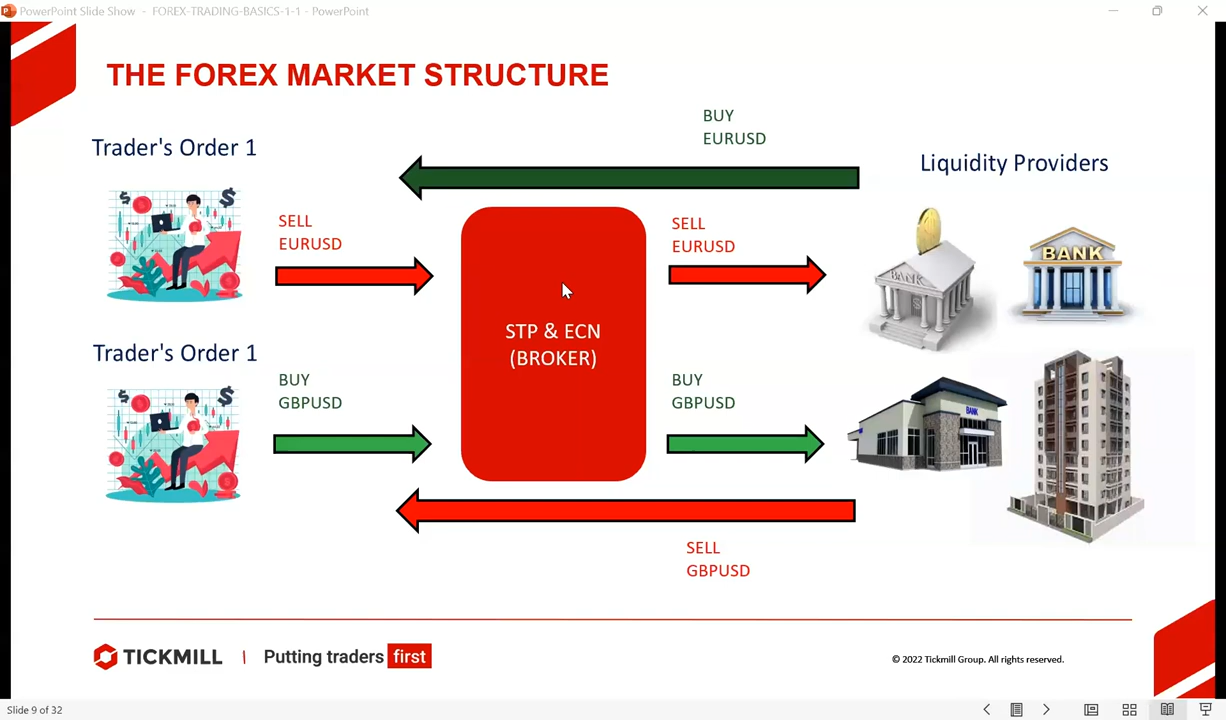 PowerPoint Slide Show - FOREX-TRADING-BASICS-1-1 - PowerPoint
THE FOREX MARKET STRUCTURE
BUY
EURUSD
Trader's Order 1
Liquidity Providers
SELL
EURUSD
SELL
EURUSD
BANK
BANK
STP & ECN
(BROKER)
Trader's Order 1
BUY
GBPUSD
BUY
GBPUSD
BANK
SELL
GBPUSD
TICKMILL | Putting traders first
© 2022 Tickmill Group. All rights reserved.
Slide 9 of 32